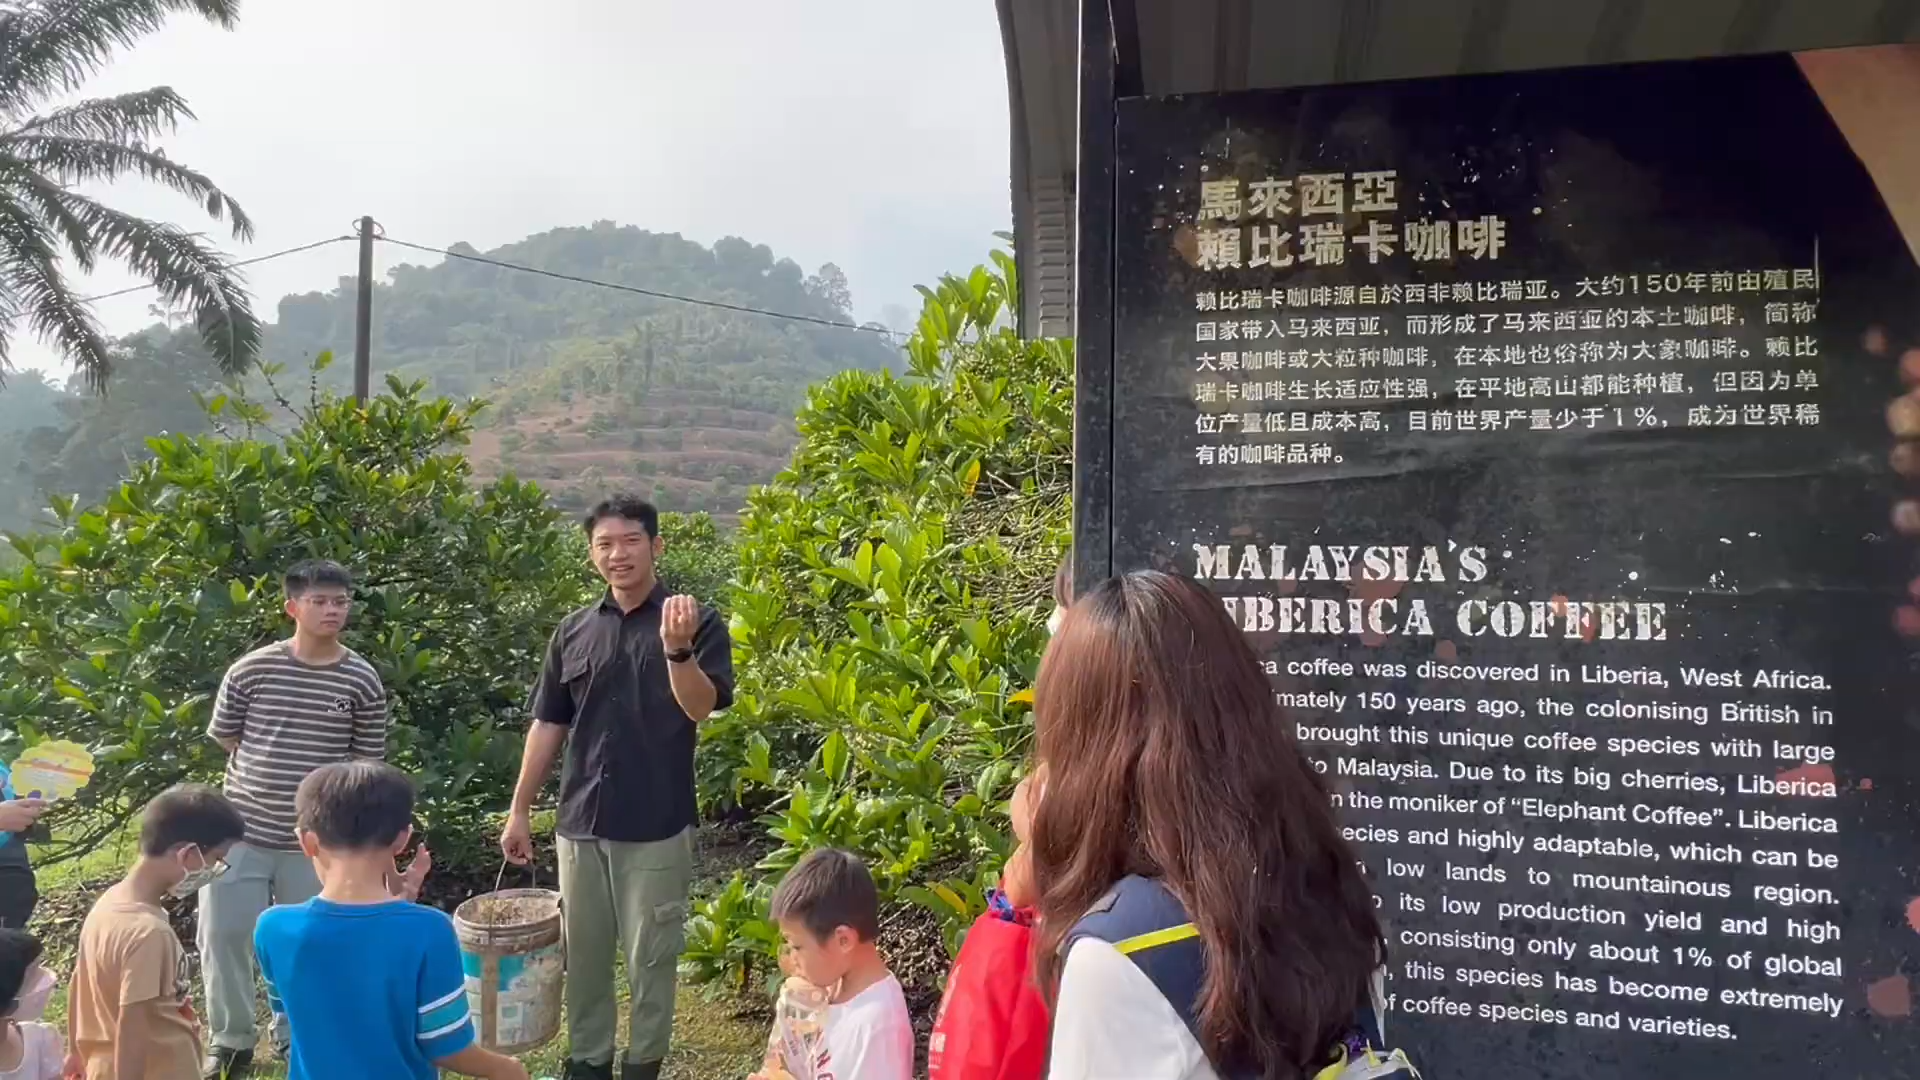 馬來西亞
賴比瑞卡咖啡
赖比瑞卡咖啡源自於西非赖比瑞亚。大约150年前由殖民
国家带入马来西亚，而形成了马来西亚的本土咖啡，简称
大果咖啡或大粒种咖啡，在本地也俗称为大象咖啡。赖比
瑞卡咖啡生长适应性强，在平地高山都能种植，但因为单
位产量低且成本高，目前世界产量少于1%，成为世界稀
有的咖啡品种。
MALAYSIA'S
IBERICA COFFEE
coffee was discovered in Liberia, West Africa.
150 years ago, the colonising British in
brought this unique coffee species with large
to Malaysia. Due to its big cherries, Liberica
the moniker of “Elephant Coffee”. Liberica
and highly adaptable, which can be
low lands to mountainous region.
its low production yield and high
consisting only about 1% of global
this species has become extremely
of coffee species and varieties.